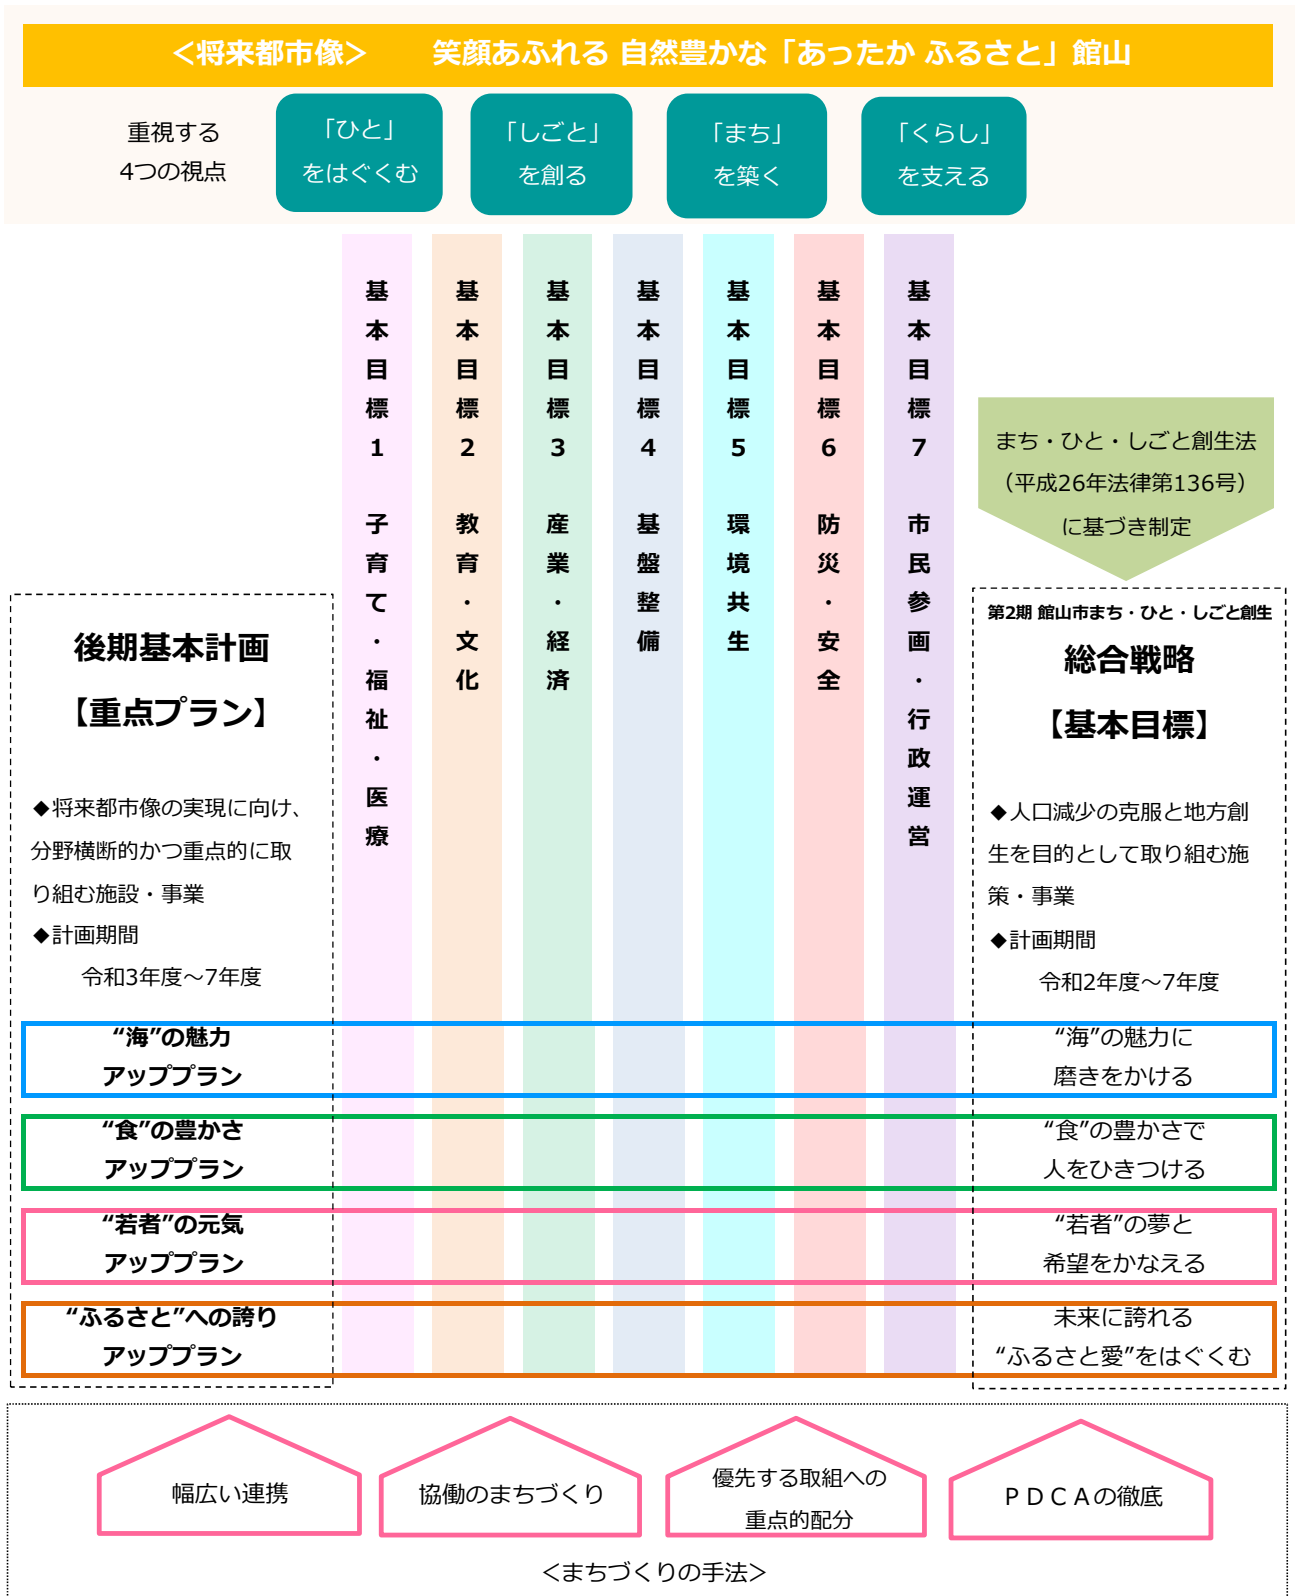 ＜将来都市像＞　笑顔あふれる 自然豊かな「あったか ふるさと」館山
重視する
4つの視点
「ひと」
をはぐくむ
「しごと」
を創る
「まち」
を築く
「くらし」
を支える
基本目標1　子育て・福祉・医療
基本目標2　教育・文化
基本目標3　産業・経済
基本目標4　基盤整備
基本目標5　環境共生
基本目標6　防災・安全
基本目標7　市民参画・行政運営
まち・ひと・しごと創生法
（平成26年法律第136号）
に基づき制定
後期基本計画
【重点プラン】
◆将来都市像の実現に向け、
分野横断的かつ重点的に取
り組む施設・事業
◆計画期間
令和3年度～7年度
第2期 館山市まち・ひと・しごと創生
総合戦略
【基本目標】
◆人口減少の克服と地方創
生を目的として取り組む施
策・事業
◆計画期間
令和2年度～7年度
“海”の魅力
アッププラン
“海”の魅力に
磨きをかける
“食”の豊かさ
アッププラン
“食”の豊かさで
人をひきつける
“若者”の元気
アッププラン
“若者”の夢と
希望をかなえる
“ふるさと”への誇り
アッププラン
未来に誇れる
“ふるさと愛”をはぐくむ
幅広い連携
協働のまちづくり
優先する取組への
重点的配分
ＰＤＣＡの徹底
＜まちづくりの手法＞